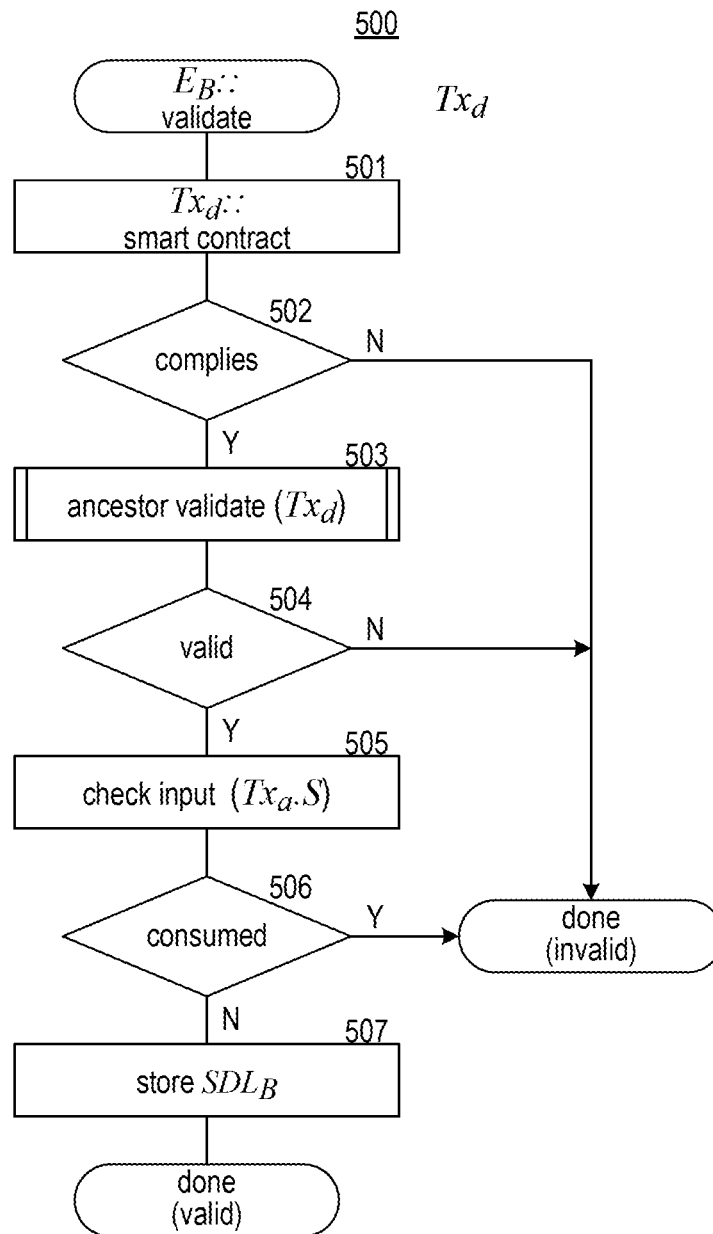 500
E_B::
validate
Tx_d
501
Tx_d::
smart contract
502
complies
N
Y
503
ancestor validate (Tx_d)
504
valid
N
Y
505
check input (Tx_a.S)
506
consumed
Y
done
(invalid)
N
507
store SDL_B
done
(valid)